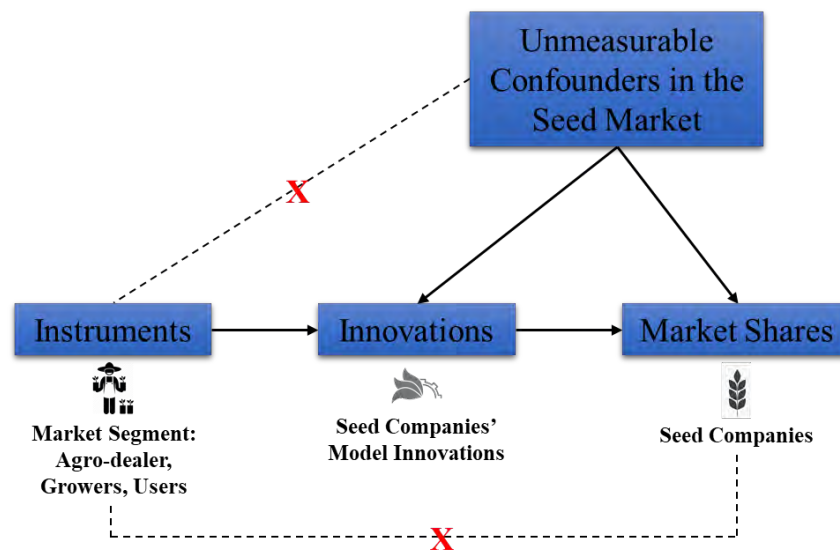 Unmeasurable
Confounders in the
Seed Market
X
Instruments
Innovations
Market Shares
Market Segment:
Agro-dealer,
Growers, Users
Seed Companies’
Model Innovations
Seed Companies
X